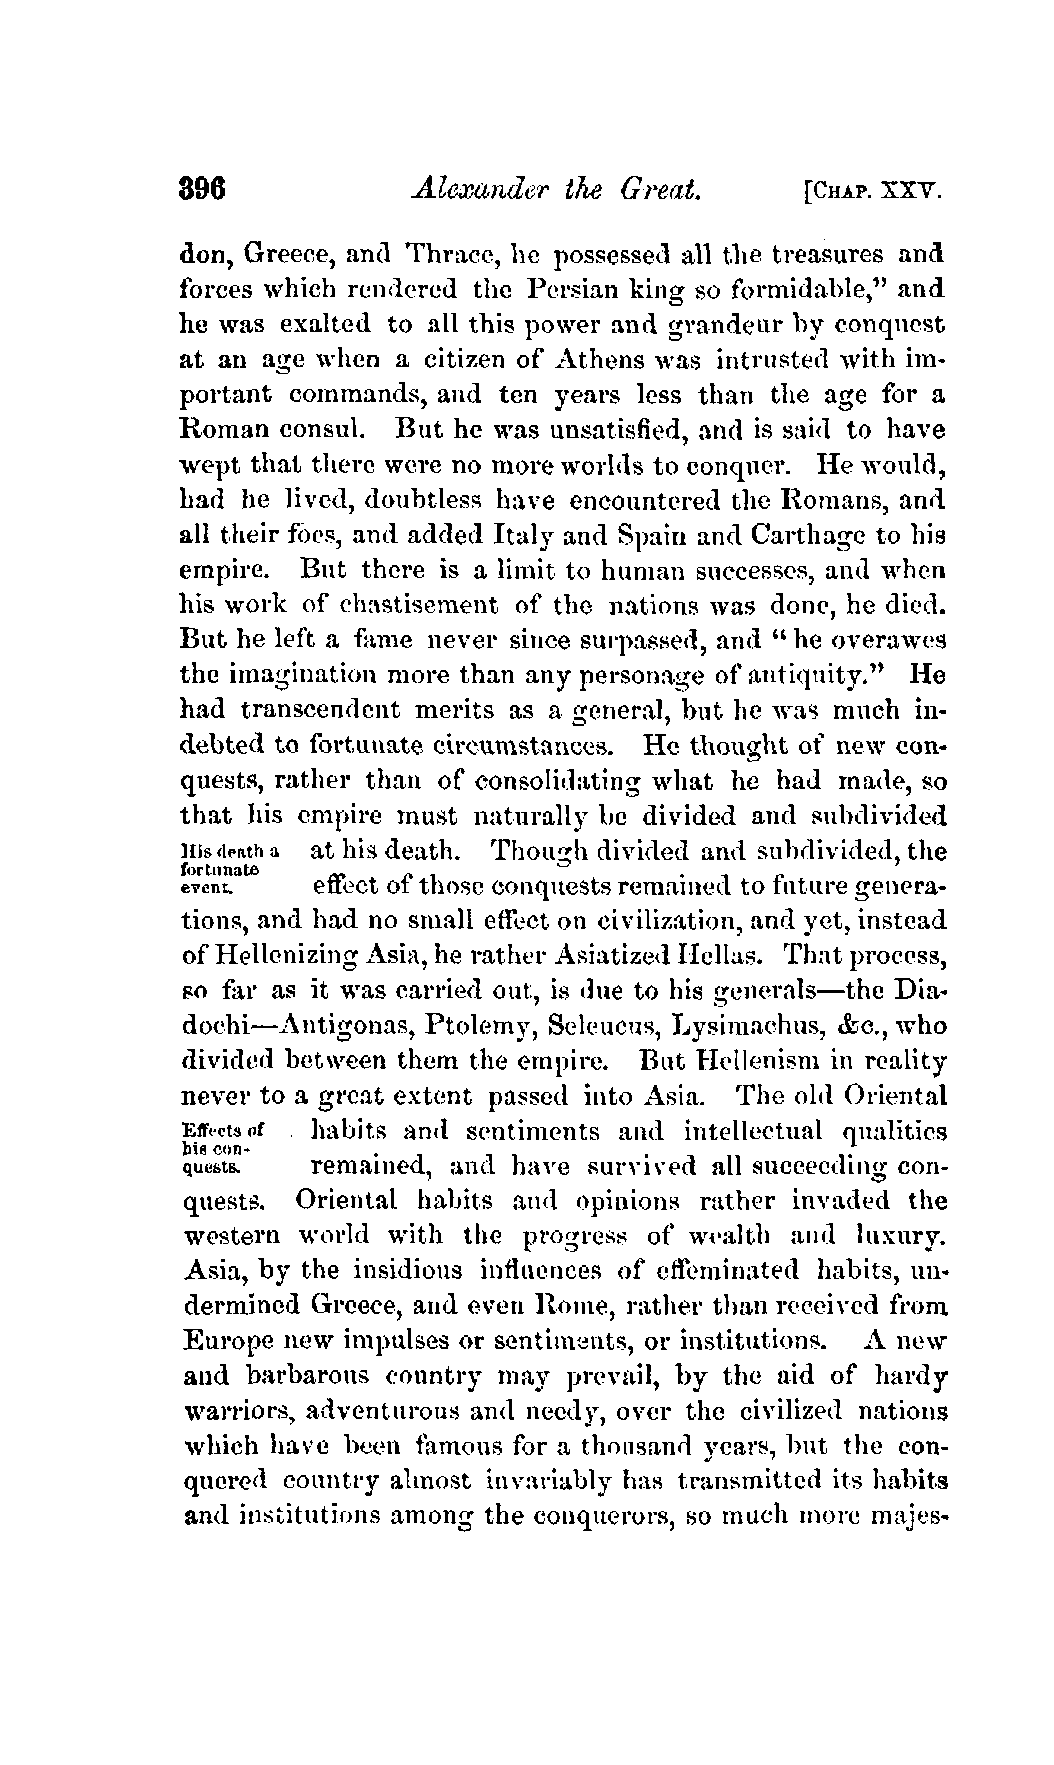 396 Alexander the Great. [CHAP. XXV.
don, Greece, and Thrace, he possessed all the treasures and
forces which rendered the Persian king so formidable," and
he was exalted to all this power and grandeur by conquest
at an age when a citizen of Athens was intrusted with im-
portant commands, and ten years less than the age for a
Roman consul. But he was unsatisfied, and is said to have
wept that there were no more worlds to conquer. He would,
had he lived, doubtless have encountered the Romans, and
all their foes, and added Italy and Spain and Carthage to his
empire. But there is a limit to human successes, and when
his work of chastisement of the nations was done, he died.
But he left a fame never since surpassed, and "he overawes
the imagination more than any personage of antiquity." He
had transcendent merits as a general, but he was much in-
debted to fortunate circumstances. He thought of new con-
quests, rather than of consolidating what he had made, so
that his empire must naturally be divided and subdivided
His death a
fortunate
event.
at his death. Though divided and subdivided, the
effect of those conquests remained to future genera-
tions, and had no small effect on civilization, and yet, instead
of Hellenizing Asia, he rather Asiatized Hellas. That process,
so far as it was carried out, is due to his generals—the Dia-
dochi—Antigonas, Ptolemy, Seleucus, Lysimachus, &c., who
divided between them the empire. But Hellenism in reality
never to a great extent passed into Asia. The old Oriental
Effects of
his con-
quests.
habits and sentiments and intellectual qualities
remained, and have survived all succeeding con-
quests. Oriental habits and opinions rather invaded the
western world with the progress of wealth and luxury.
Asia, by the insidious influences of effeminated habits, un-
dermined Greece, and even Rome, rather than received from
Europe new impulses or sentiments, or institutions. A new
and barbarous country may prevail, by the aid of hardy
warriors, adventurous and needy, over the civilized nations
which have been famous for a thousand years, but the con-
quered country almost invariably has transmitted its habits
and institutions among the conquerors, so much more majes-